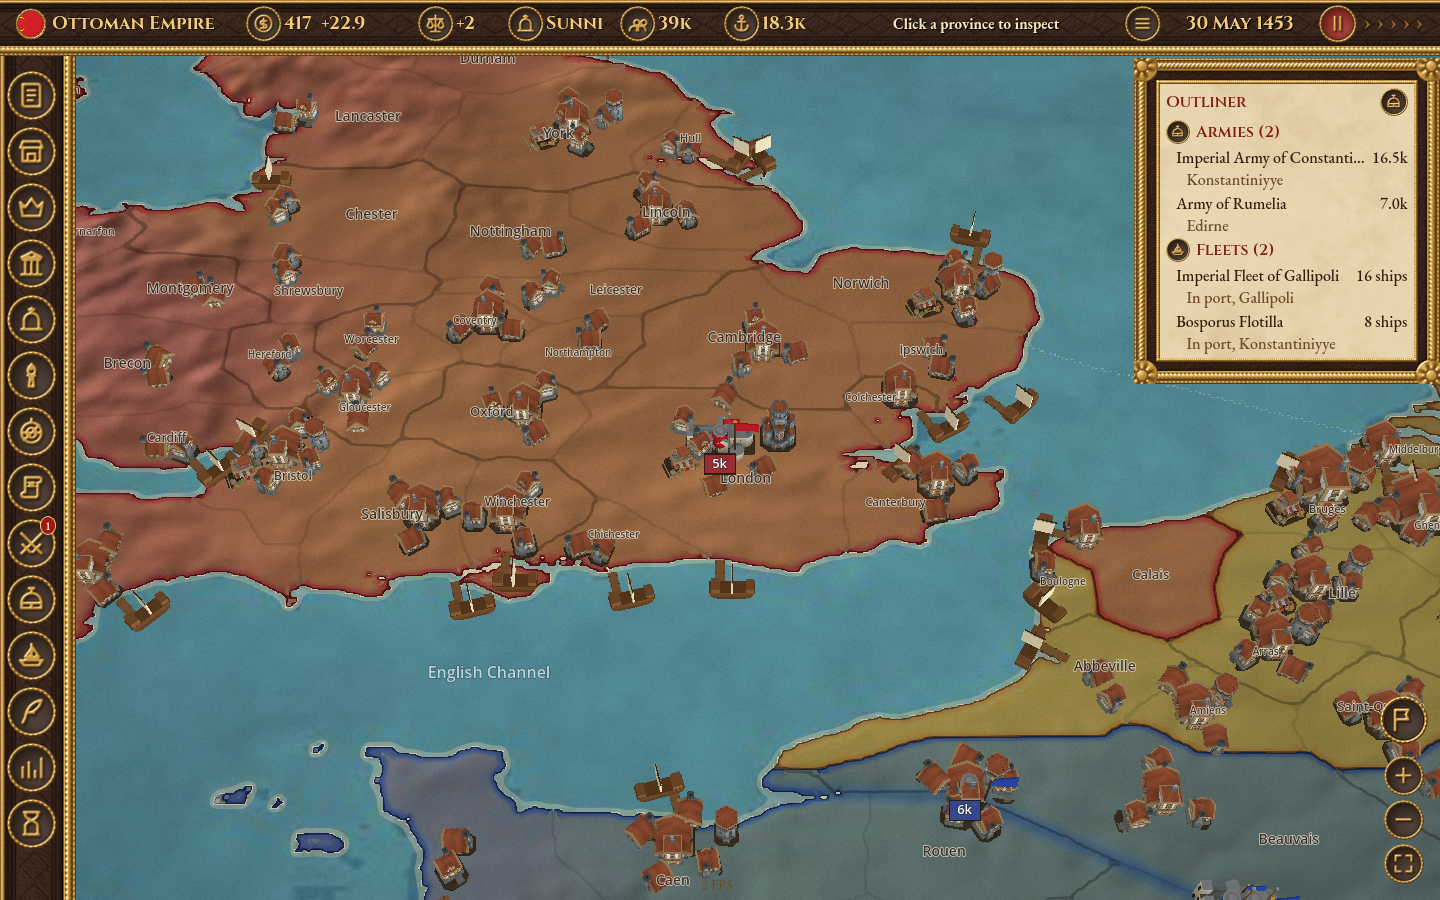 OTTOMAN EMPIRE 417 +22.9 +2 SUNNI 39K 18.3K Click a province to inspect 30 MAY 1453
OUTLINER
ARMIES (2)
Imperial Army of Constanti... 16.5k
Konstantiniyye
Army of Rumelia 7.0k
Edirne
FLEETS (2)
Imperial Fleet of Gallipoli 16 ships
In port, Gallipoli
Bosporus Flotilla 8 ships
In port, Konstantiniyye
Durham
Lancaster
York
Hull
Chester
Lincoln
rnarfon
Nottingham
Montgomery
Shrewsbury
Leicester
Norwich
Coventry
Worcester
Cambridge
Hereford
Northampton
Ipswich
Brecon
Gloucester
Oxford
Colchester
Cardiff
Bristol
5k
London
Middelburg
Salisbury
Winchester
Canterbury
Bruges
Ghen
1
Chichester
Boulogne
Calais
Lille
English Channel
Arras
Abbeville
Amiens
Saint-Q
6k
Rouen
Beauvais
Caen
2 FPS